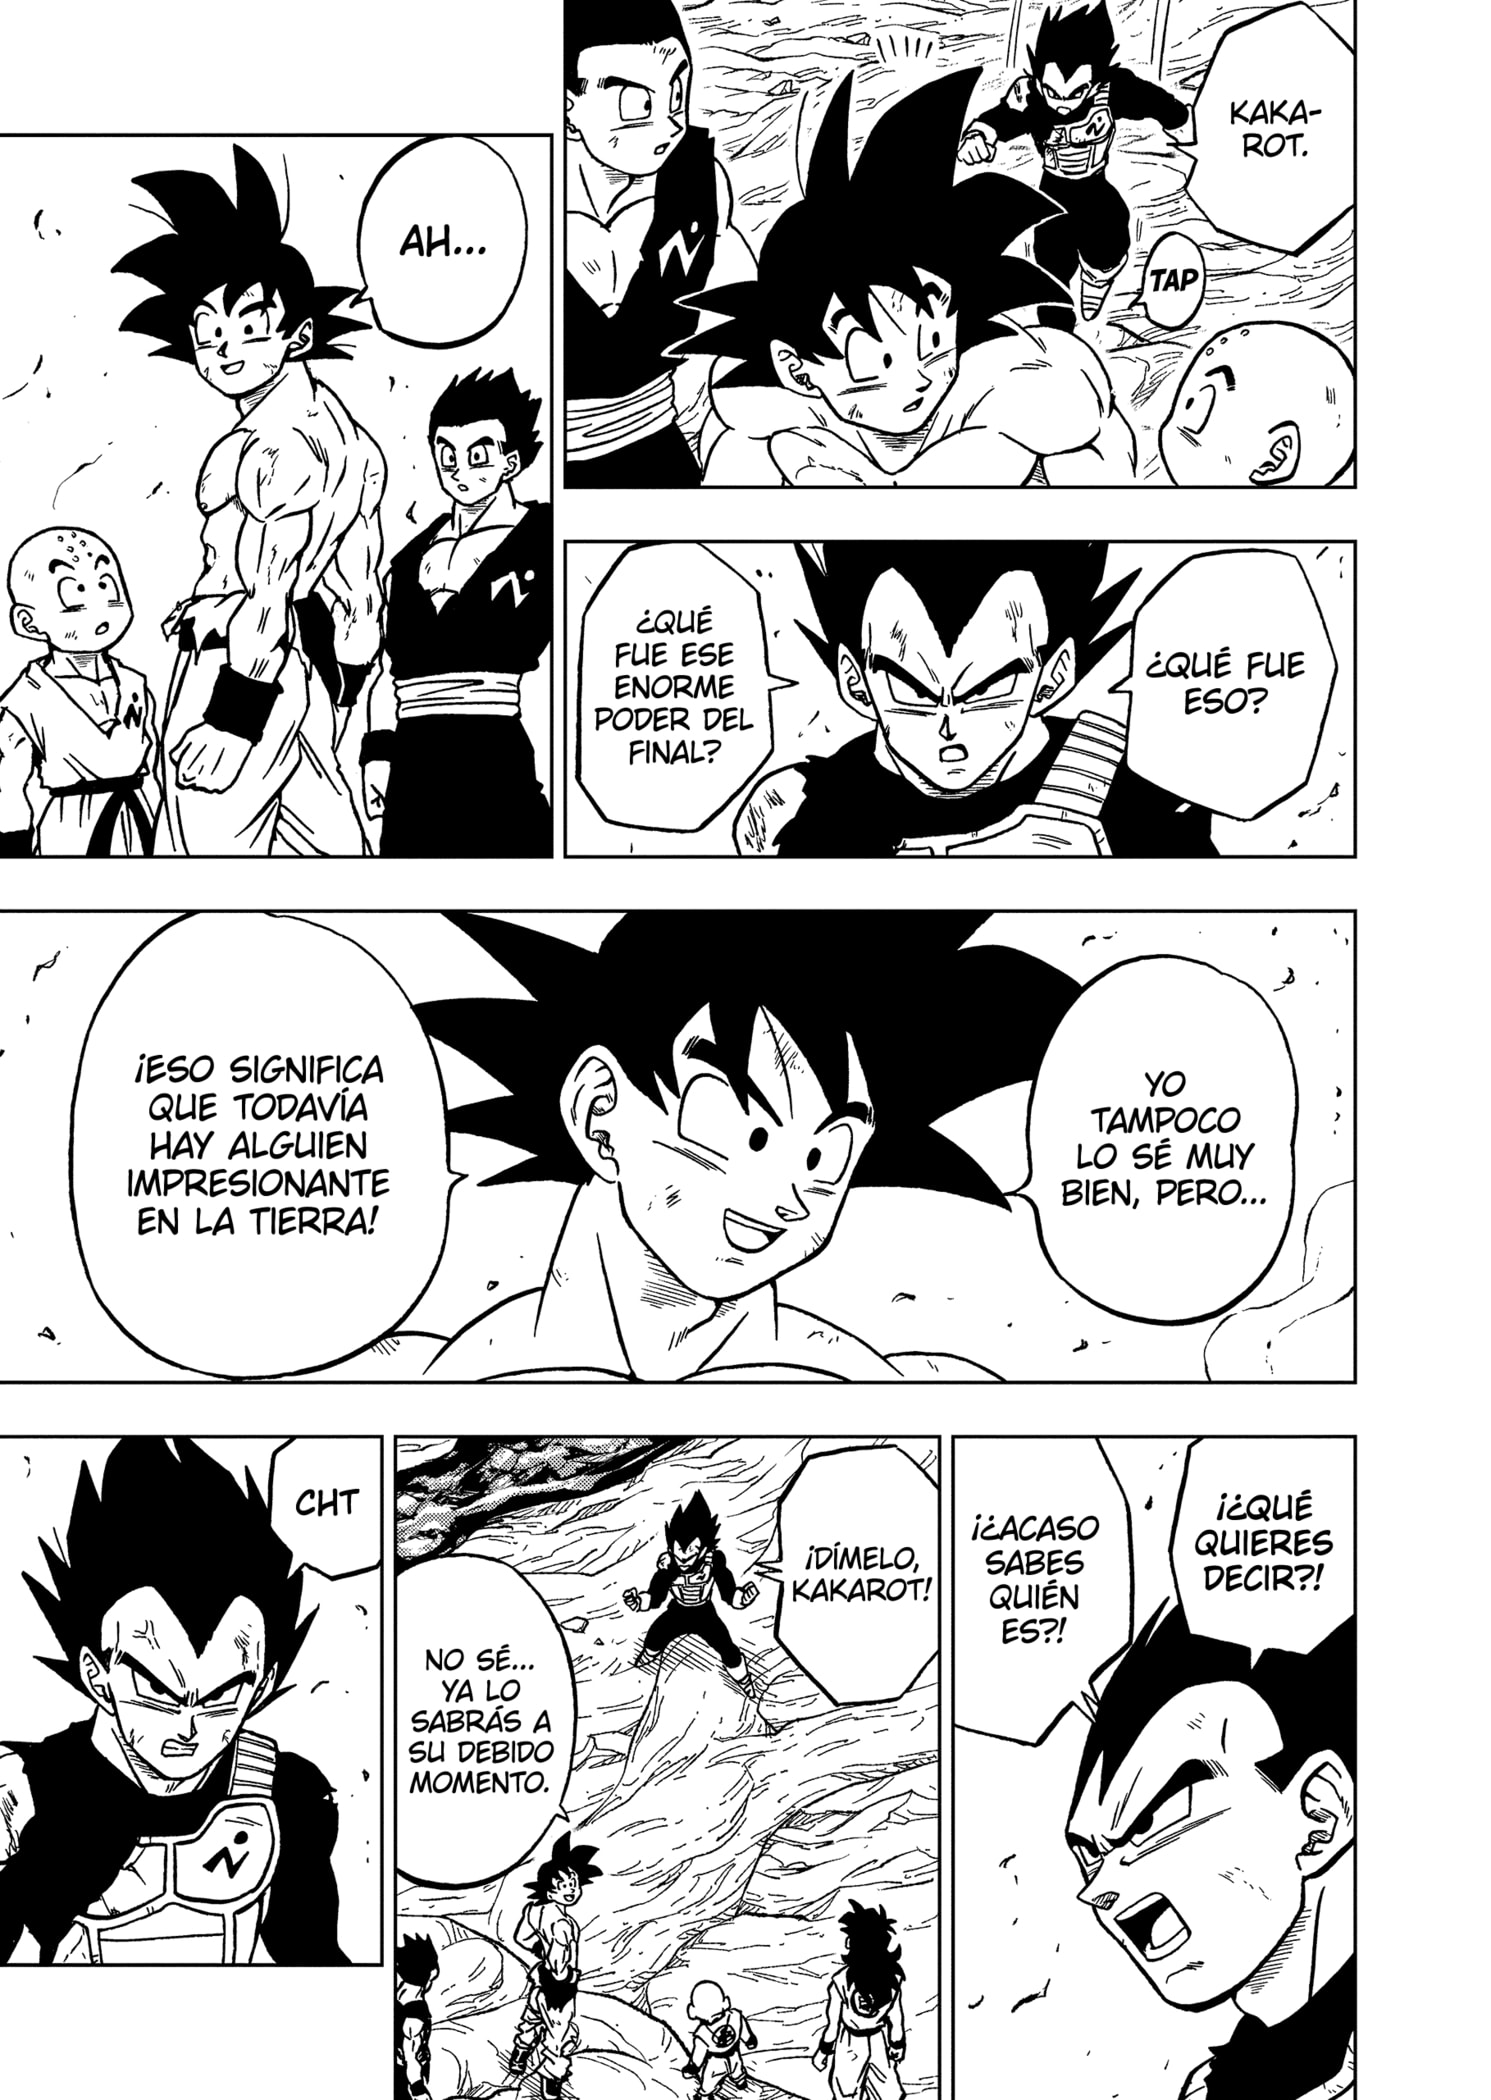 KAKA-
ROT.
TAP
AH...
¿QUÉ FUE
ESO?
¿QUÉ
FUE ESE
ENORME
PODER DEL
FINAL?
YO
TAMPOCO
LO SÉ MUY
BIEN, PERO...
¡ESO SIGNIFICA
QUE TODAVÍA
HAY ALGUIEN
IMPRESIONANTE
EN LA TIERRA!
¡¿QUÉ
QUIERES
DECIR?!
¡¿ACASO
SABES
QUIÉN
ES?!
¡DÍMELO,
KAKAROT!
NO SÉ...
YA LO
SABRÁS A
SU DEBIDO
MOMENTO.
CHT